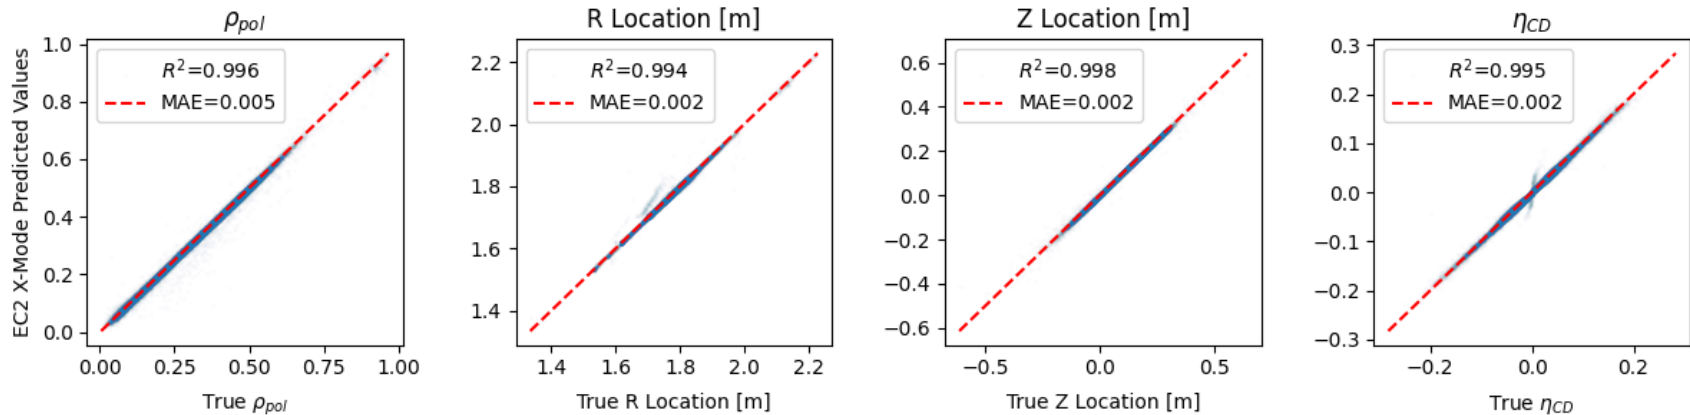 ρpol
EC2 X-Mode Predicted Values
1.0
0.8
0.6
0.4
0.2
0.0
R²=0.996
MAE=0.005
0.00 0.25 0.50 0.75 1.00
True ρpol
R Location [m]
2.2
2.0
1.8
1.6
1.4
R²=0.994
MAE=0.002
1.4 1.6 1.8 2.0 2.2
True R Location [m]
Z Location [m]
0.6
0.4
0.2
0.0
−0.2
−0.4
−0.6
R²=0.998
MAE=0.002
−0.5 0.0 0.5
True Z Location [m]
ηCD
0.3
0.2
0.1
0.0
−0.1
−0.2
−0.3
R²=0.995
MAE=0.002
−0.2 0.0 0.2
True ηCD